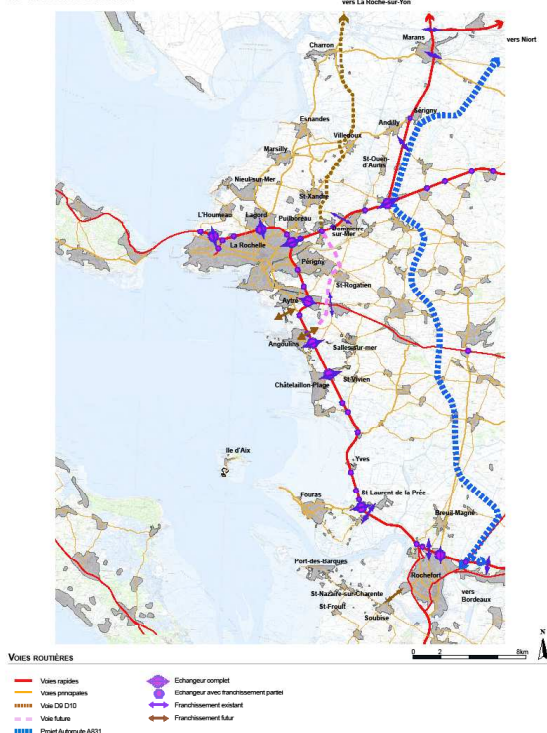 vers La Roche-sur-Yon
Marans
vers Niort
Charron
Sérigny
Esnandes
Andilly
Villedoux
Marsilly
St-Ouen-
d'Aunis
Nieul-sur-Mer
St-Xandre
L'Houmeau
Lagord
Puilboreau
Dompierre
sur-Mer
La Rochelle
Périgny
St-Rogatien
Aytré
Angoulins
Salles-sur-mer
St-Vivien
Châtelaillon-Plage
Ile d'Aix
Yves
Fouras
St-Laurent de la Prée
Breuil-Magné
Port-des-Barques
Rochefort
St-Nazaire-sur-Charente
vers
Bordeaux
St-Froult
Soubise
N
0 2 8km
VOIES ROUTIÈRES
Voies rapides
Voies principales
Voie D9 D10
Voie future
Projet Autoroute A831
Echangeur complet
Echangeur avec franchissement partiel
Franchissement existant
Franchissement futur